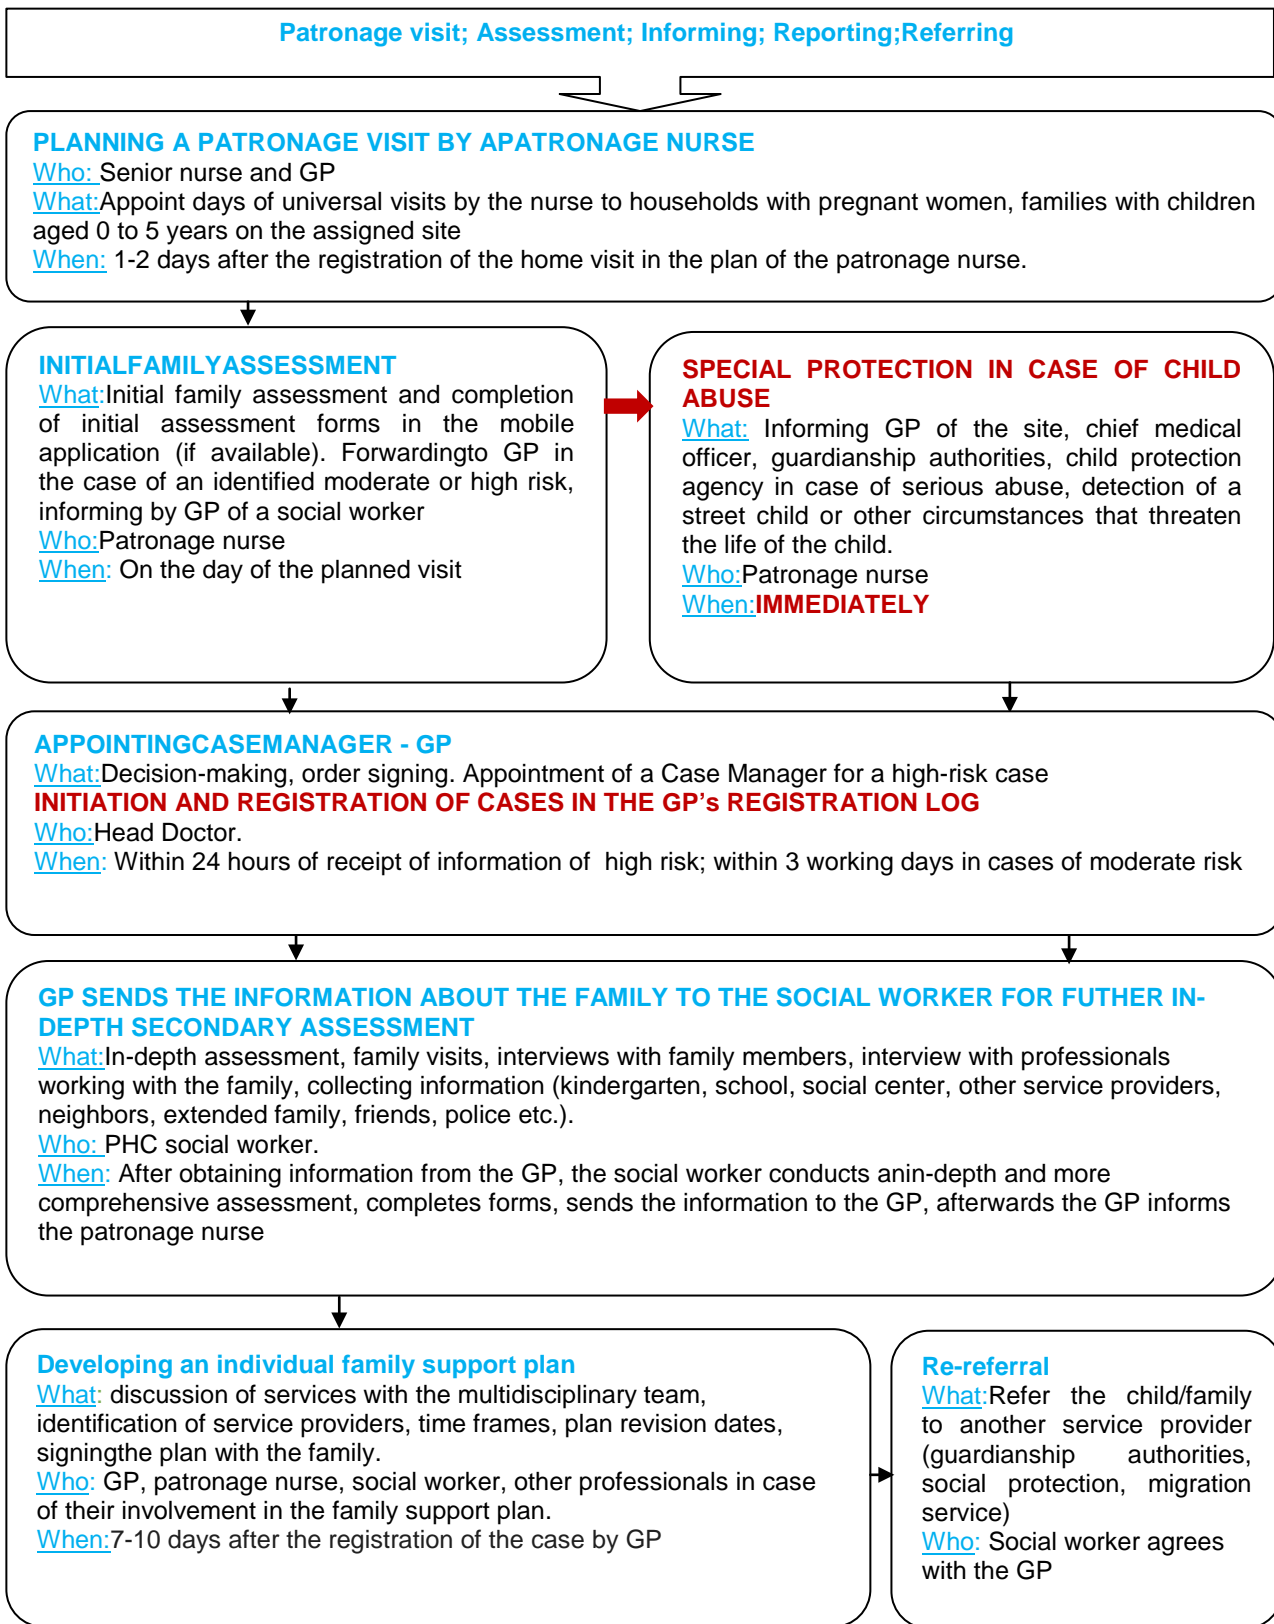 Patronage visit; Assessment; Informing; Reporting;Referring
PLANNING A PATRONAGE VISIT BY APATRONAGE NURSE
Who: Senior nurse and GP
What:Appoint days of universal visits by the nurse to households with pregnant women, families with children
aged 0 to 5 years on the assigned site
When: 1-2 days after the registration of the home visit in the plan of the patronage nurse.
INITIALFAMILYASSESSMENT
What:Initial family assessment and completion
of initial assessment forms in the mobile
application (if available). Forwardingto GP in
the case of an identified moderate or high risk,
informing by GP of a social worker
Who:Patronage nurse
When: On the day of the planned visit
SPECIAL PROTECTION IN CASE OF CHILD
ABUSE
What: Informing GP of the site, chief medical
officer, guardianship authorities, child protection
agency in case of serious abuse, detection of a
street child or other circumstances that threaten
the life of the child.
Who:Patronage nurse
When:IMMEDIATELY
APPOINTINGCASEMANAGER - GP
What:Decision-making, order signing. Appointment of a Case Manager for a high-risk case
INITIATION AND REGISTRATION OF CASES IN THE GP's REGISTRATION LOG
Who:Head Doctor.
When: Within 24 hours of receipt of information of high risk; within 3 working days in cases of moderate risk
GP SENDS THE INFORMATION ABOUT THE FAMILY TO THE SOCIAL WORKER FOR FUTHER IN-
DEPTH SECONDARY ASSESSMENT
What:In-depth assessment, family visits, interviews with family members, interview with professionals
working with the family, collecting information (kindergarten, school, social center, other service providers,
neighbors, extended family, friends, police etc.).
Who: PHC social worker.
When: After obtaining information from the GP, the social worker conducts anin-depth and more
comprehensive assessment, completes forms, sends the information to the GP, afterwards the GP informs
the patronage nurse
Developing an individual family support plan
What: discussion of services with the multidisciplinary team,
identification of service providers, time frames, plan revision dates,
signingthe plan with the family.
Who: GP, patronage nurse, social worker, other professionals in case
of their involvement in the family support plan.
When:7-10 days after the registration of the case by GP
Re-referral
What:Refer the child/family
to another service provider
(guardianship authorities,
social protection, migration
service)
Who: Social worker agrees
with the GP